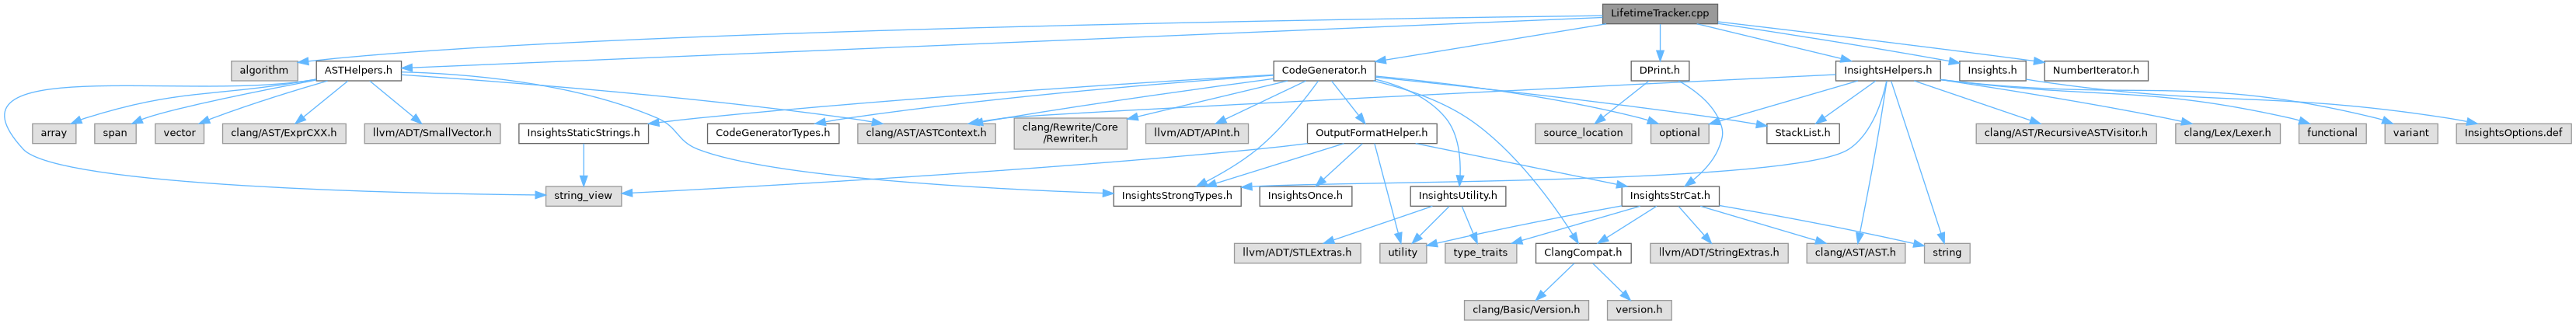 LifetimeTracker.cpp
algorithm
ASTHelpers.h
CodeGenerator.h
DPrint.h
InsightsHelpers.h
Insights.h
NumberIterator.h
array
span
vector
clang/AST/ExprCXX.h
llvm/ADT/SmallVector.h
InsightsStaticStrings.h
CodeGeneratorTypes.h
clang/AST/ASTContext.h
clang/Rewrite/Core
/Rewriter.h
llvm/ADT/APInt.h
OutputFormatHelper.h
source_location
optional
StackList.h
clang/AST/RecursiveASTVisitor.h
clang/Lex/Lexer.h
functional
variant
InsightsOptions.def
string_view
InsightsStrongTypes.h
InsightsOnce.h
InsightsUtility.h
InsightsStrCat.h
llvm/ADT/STLExtras.h
utility
type_traits
ClangCompat.h
llvm/ADT/StringExtras.h
clang/AST/AST.h
string
clang/Basic/Version.h
version.h